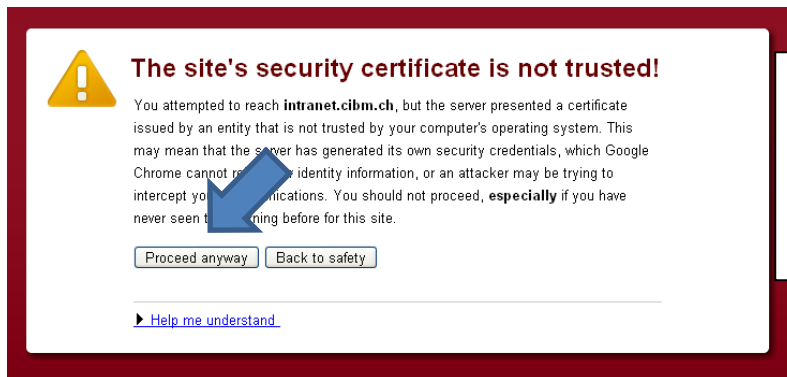 The site's security certificate is not trusted!
You attempted to reach intranet.cibm.ch, but the server presented a certificate
issued by an entity that is not trusted by your computer's operating system. This
may mean that the server has generated its own security credentials, which Google
Chrome cannot identity information, or an attacker may be trying to
intercept. You should not proceed, especially if you have
never seen before for this site.
Proceed anyway Back to safety
Help me understand